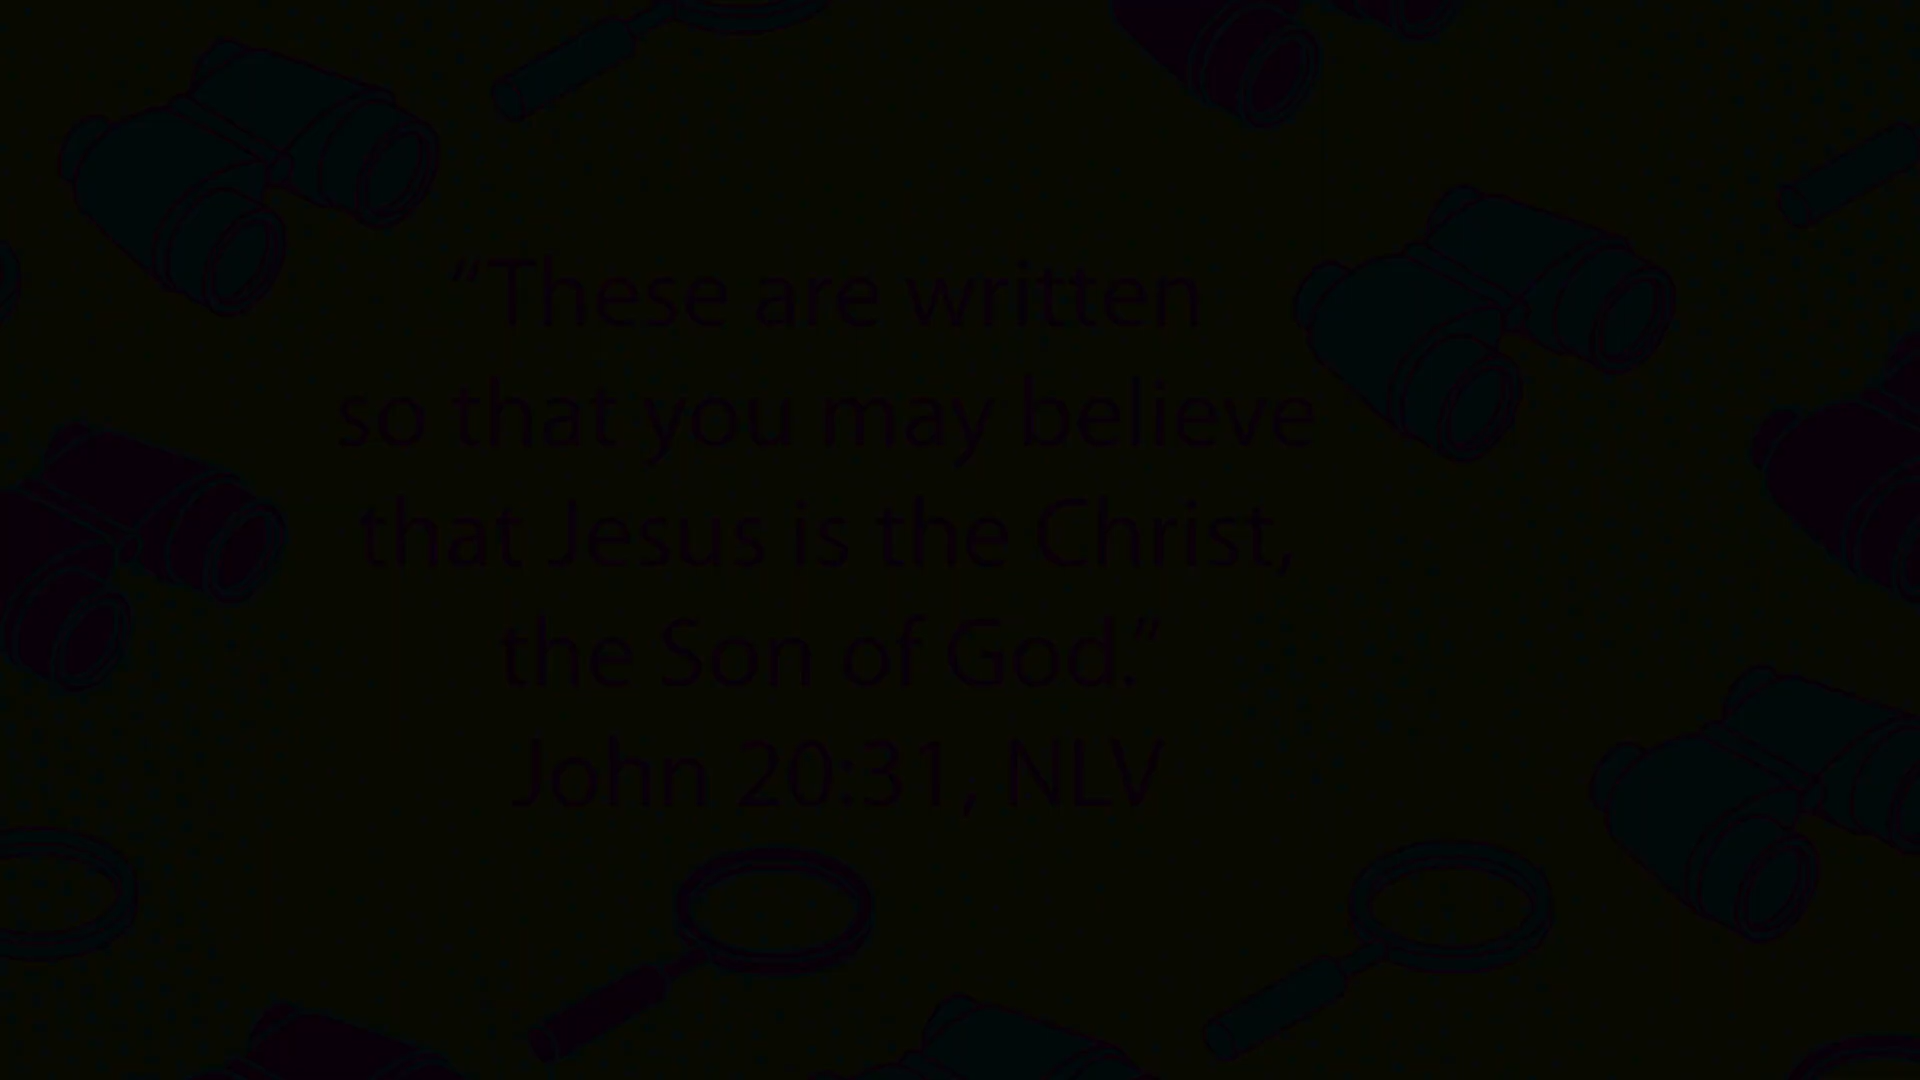 “These are written
so that you may believe
that Jesus is the Christ,
the Son of God.”
John 20:31, NLV